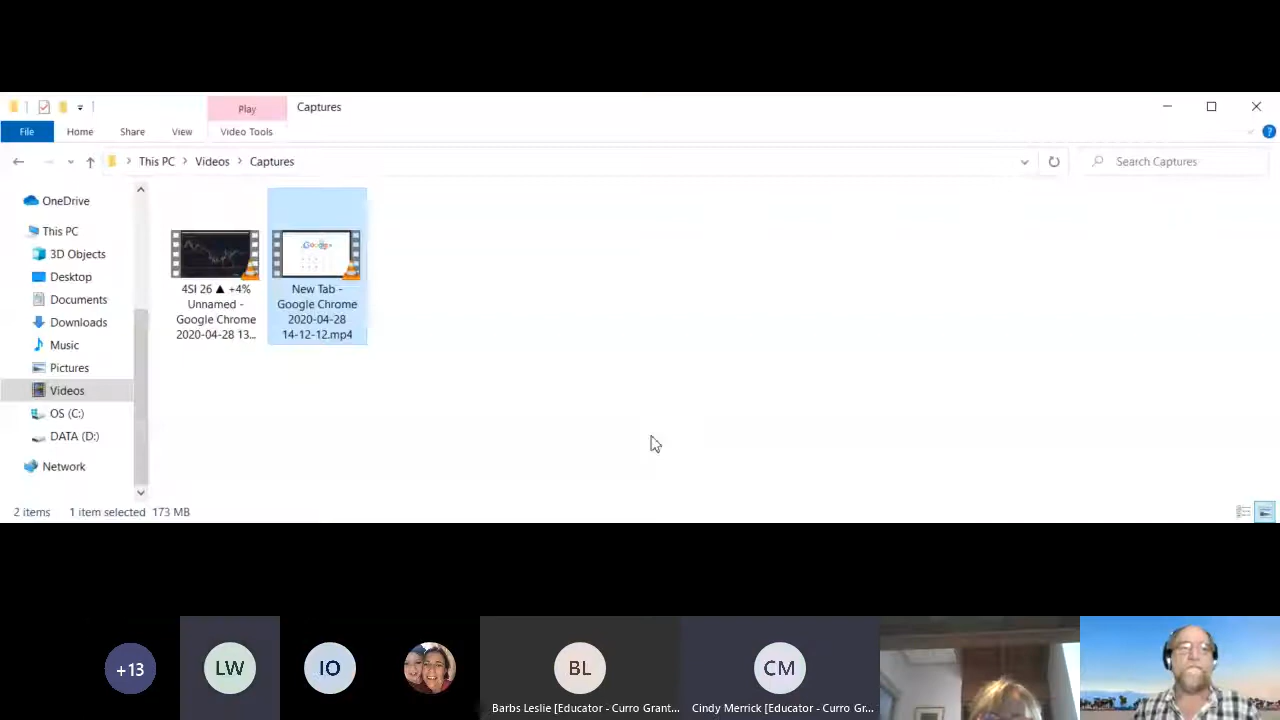 Play
Captures
File
Home
Share
View
Video Tools
This PC
Videos
Captures
Search Captures
OneDrive
This PC
3D Objects
Desktop
Documents
Downloads
Music
Pictures
Videos
OS (C:)
DATA (D:)
Network
Google
4SI 26 ▲ +4%
Unnamed -
Google Chrome
2020-04-28 13...
New Tab -
Google Chrome
2020-04-28
14-12-12.mp4
2 items
1 item selected 173 MB
+13
LW
IO
BL
Barbs Leslie [Educator - Curro Grant...
CM
Cindy Merrick [Educator - Curro Gr...